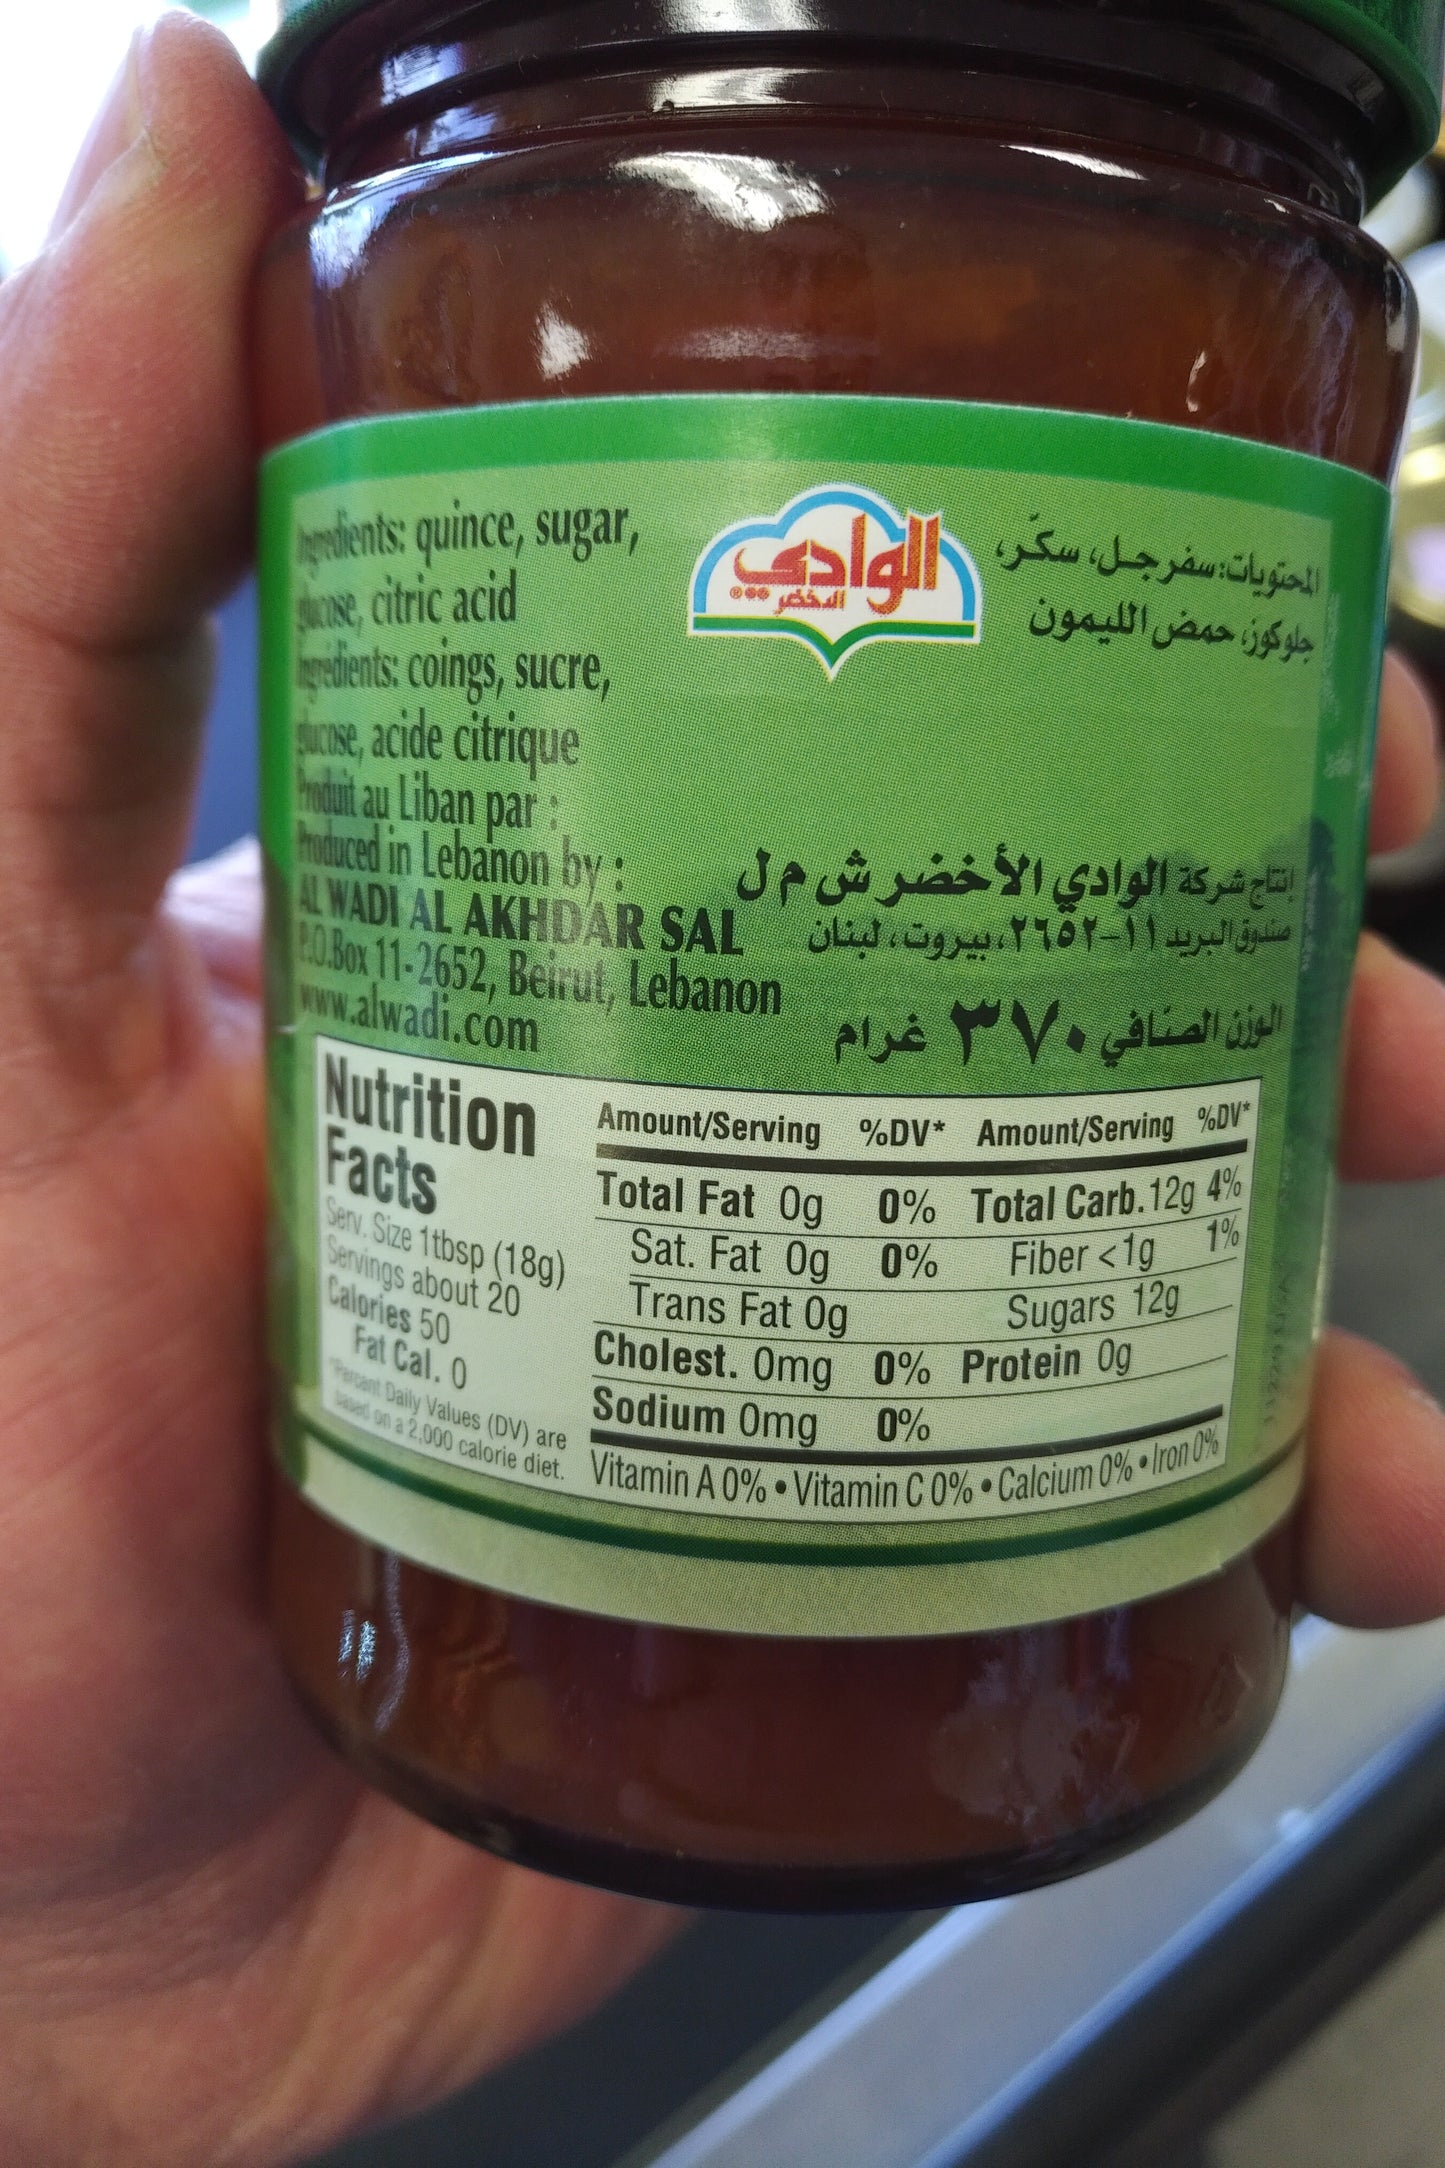 Ingredients: quince, sugar,
glucose, citric acid
Ingrédients: coings, sucre,
glucose, acide citrique
Produit au Liban par :
Produced in Lebanon by :
AL WADI AL AKHDAR SAL
P.O.Box 11-2652, Beirut, Lebanon
www.alwadi.com
الوادي
الأخضر ®
المحتويات: سفرجل، سكّر،
جلوكوز، حمض الليمون
إنتاج شركة الوادي الأخضر ش م ل
صندوق البريد ١١-٢٦٥٢، بيروت، لبنان
الوزن الصافي ٣٧٠ غرام
Nutrition
Facts
Serv. Size 1tbsp (18g)
Servings about 20
Calories 50
Fat Cal. 0
*Percent Daily Values (DV) are
based on a 2,000 calorie diet.
Amount/Serving %DV* Amount/Serving %DV*
Total Fat 0g 0% Total Carb. 12g 4%
Sat. Fat 0g 0% Fiber <1g 1%
Trans Fat 0g Sugars 12g
Cholest. 0mg 0% Protein 0g
Sodium 0mg 0%
Vitamin A 0% • Vitamin C 0% • Calcium 0% • Iron 0%